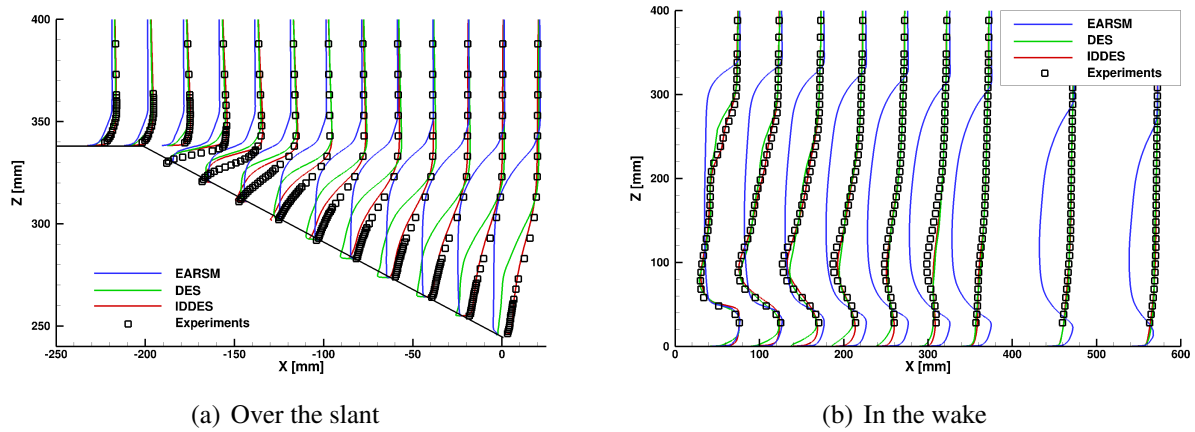 400
350
300
250
Z [mm]
-250
-200
-150
-100
-50
0
X [mm]
EARSM
DES
IDDES
Experiments
(a) Over the slant
400
300
200
100
0
Z [mm]
0
100
200
300
400
500
600
X [mm]
EARSM
DES
IDDES
Experiments
(b) In the wake